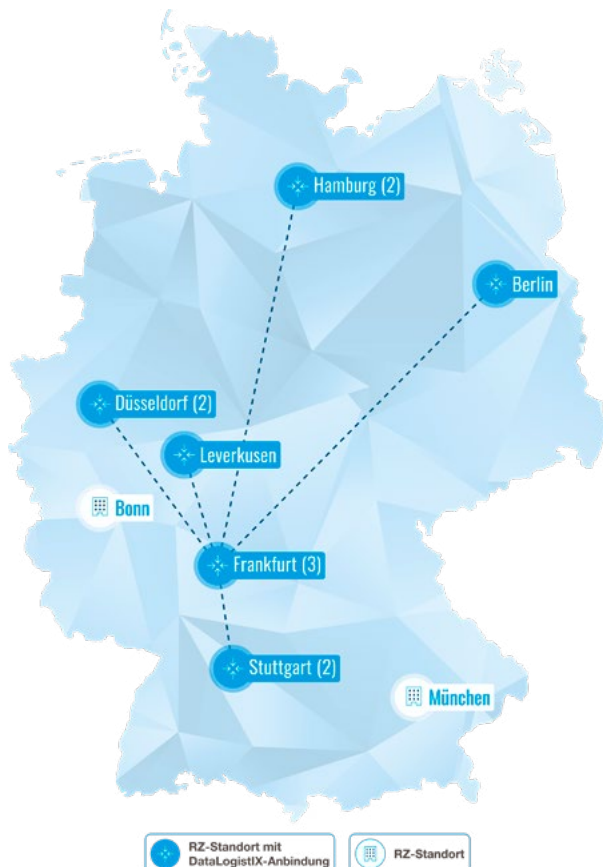 Hamburg (2)
Berlin
Düsseldorf (2)
Leverkusen
Bonn
Frankfurt (3)
Stuttgart (2)
München
RZ-Standort mit
DataLogistIX-Anbindung
RZ-Standort